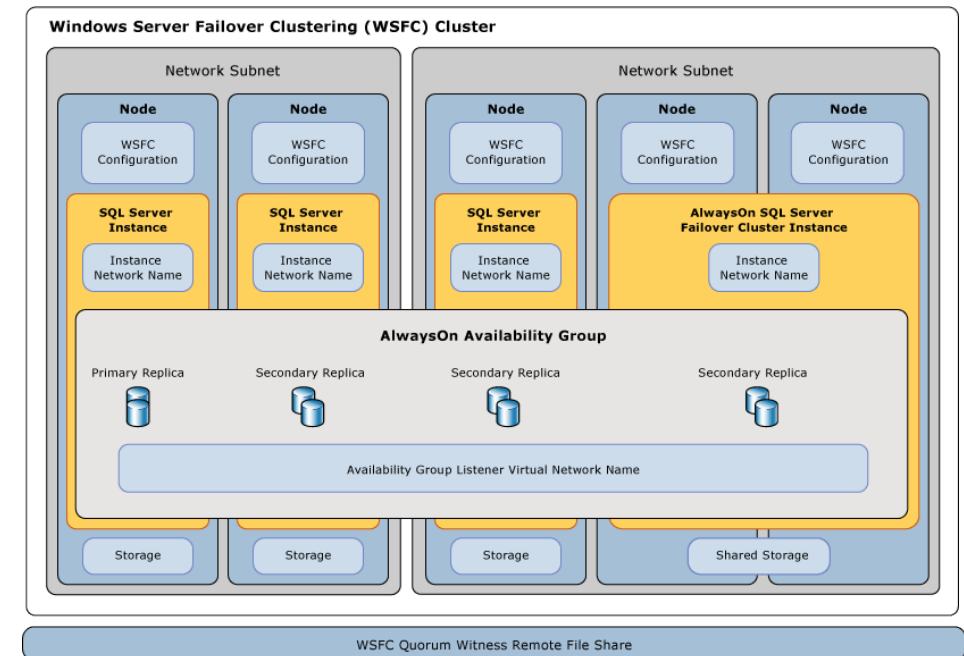 Windows Server Failover Clustering (WSFC) Cluster
Network Subnet
Network Subnet
Node
Node
Node
Node
Node
WSFC
Configuration
WSFC
Configuration
WSFC
Configuration
WSFC
Configuration
WSFC
Configuration
SQL Server
Instance
SQL Server
Instance
SQL Server
Instance
AlwaysOn SQL Server
Failover Cluster Instance
Instance
Network Name
Instance
Network Name
Instance
Network Name
Instance
Network Name
AlwaysOn Availability Group
Primary Replica
Secondary Replica
Secondary Replica
Secondary Replica
Availability Group Listener Virtual Network Name
Storage
Storage
Storage
Shared Storage
WSFC Quorum Witness Remote File Share